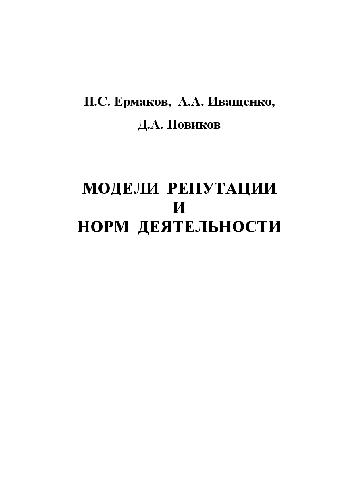 Н.С. Ермаков, А.А. Иващенко,
Д.А. Новиков
МОДЕЛИ РЕПУТАЦИИ
И
НОРМ ДЕЯТЕЛЬНОСТИ